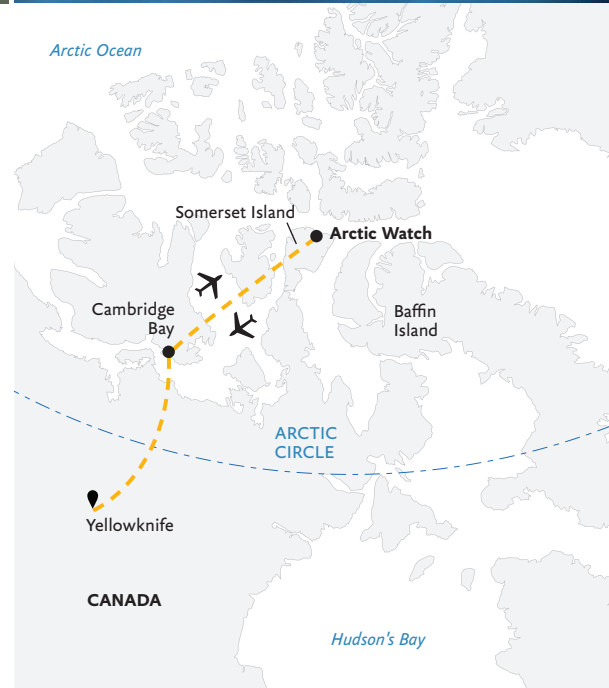 Arctic Ocean
Somerset Island
Arctic Watch
Cambridge
Bay
Baffin
Island
ARCTIC
CIRCLE
Yellowknife
CANADA
Hudson's Bay